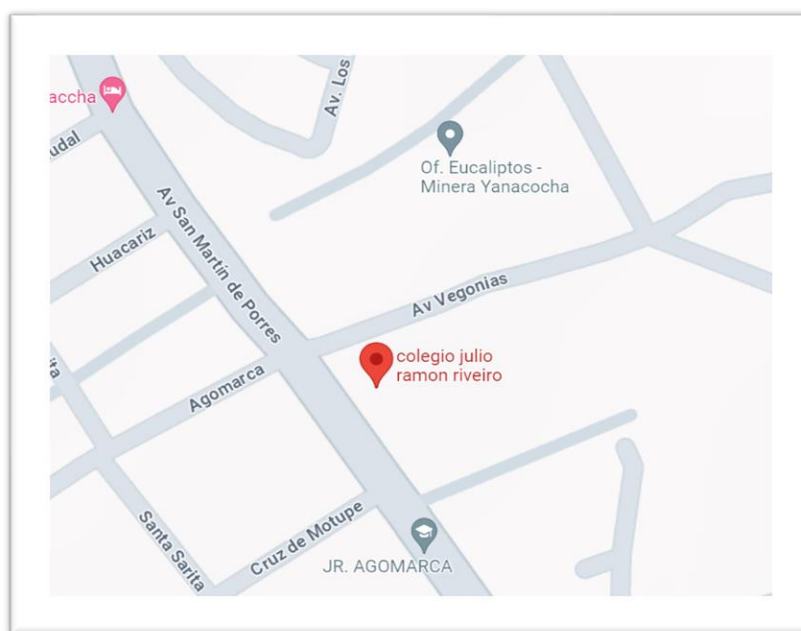 accha
udal
Av. Los
Of. Eucaliptos -
Minera Yanacocha
Av San Martín de Porres
Huacariz
Av Vegonias
colegio julio
ramon riveiro
ita
Agomarca
Santa Sarita
Cruz de Motupe
JR. AGOMARCA